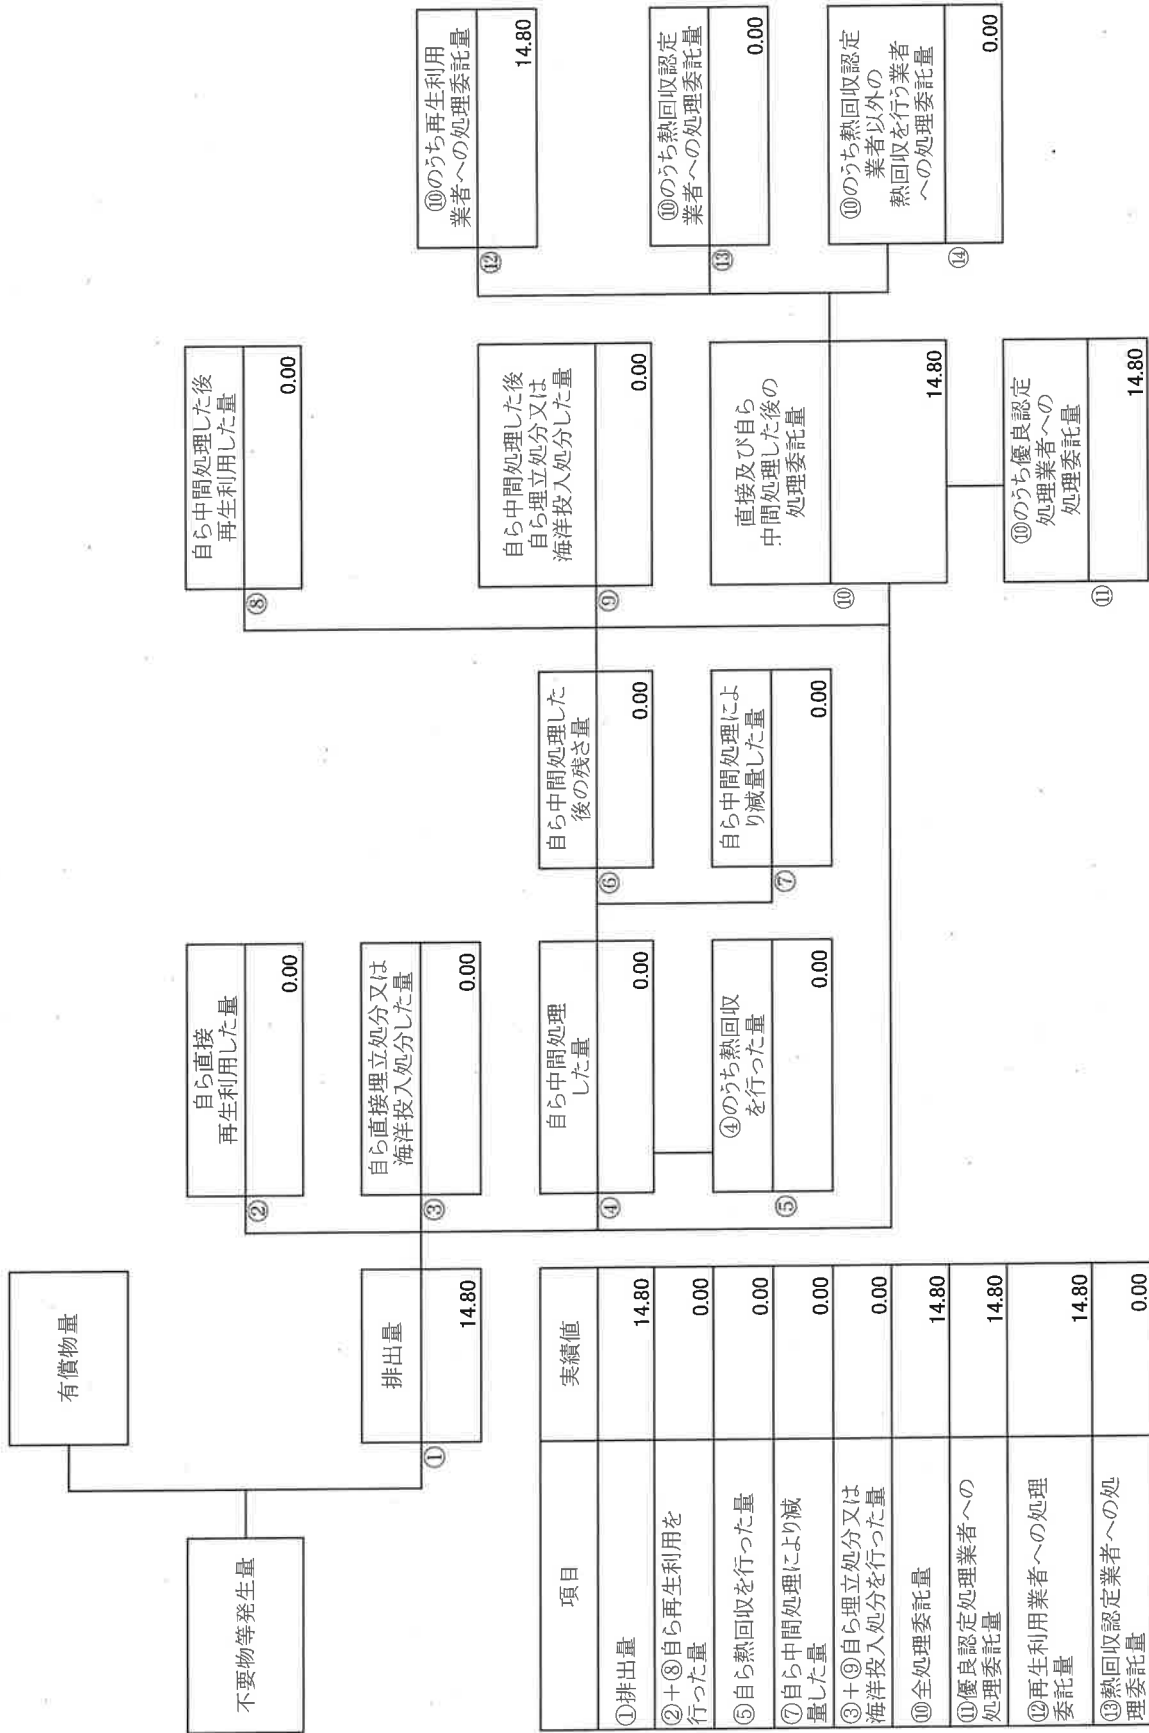 有償物量
不要物等発生量
排出量
①
14.80
自ら直接
再生利用した量
②
0.00
自ら直接埋立処分又は
海洋投入処分した量
③
0.00
自ら中間処理
した量
④
0.00
④のうち熱回収
を行った量
⑤
0.00
自ら中間処理した
後の残さ量
⑥
0.00
自ら中間処理によ
り減量した量
⑦
0.00
自ら中間処理した後
再生利用した量
⑧
0.00
自ら中間処理した後
自ら埋立処分又は
海洋投入処分した量
⑨
0.00
直接及び自ら
中間処理した後の
処理委託量
⑩
14.80
⑩のうち優良認定
処理業者への
処理委託量
⑪
14.80
⑩のうち再生利用
業者への処理委託量
⑫
14.80
⑩のうち熱回収認定
業者への処理委託量
⑬
0.00
⑩のうち熱回収認定
業者以外の
熱回収を行う業者
への処理委託量
⑭
0.00
項目 実績値
①排出量 14.80
②+⑧自ら再生利用を
行った量 0.00
⑤自ら熱回収を行った量 0.00
⑦自ら中間処理により減
量した量 0.00
③+⑨自ら埋立処分又は
海洋投入処分を行った量 0.00
⑩全処理委託量 14.80
⑪優良認定処理業者への
処理委託量 14.80
⑫再生利用業者への処理
委託量 14.80
⑬熱回収認定業者への処
理委託量 0.00